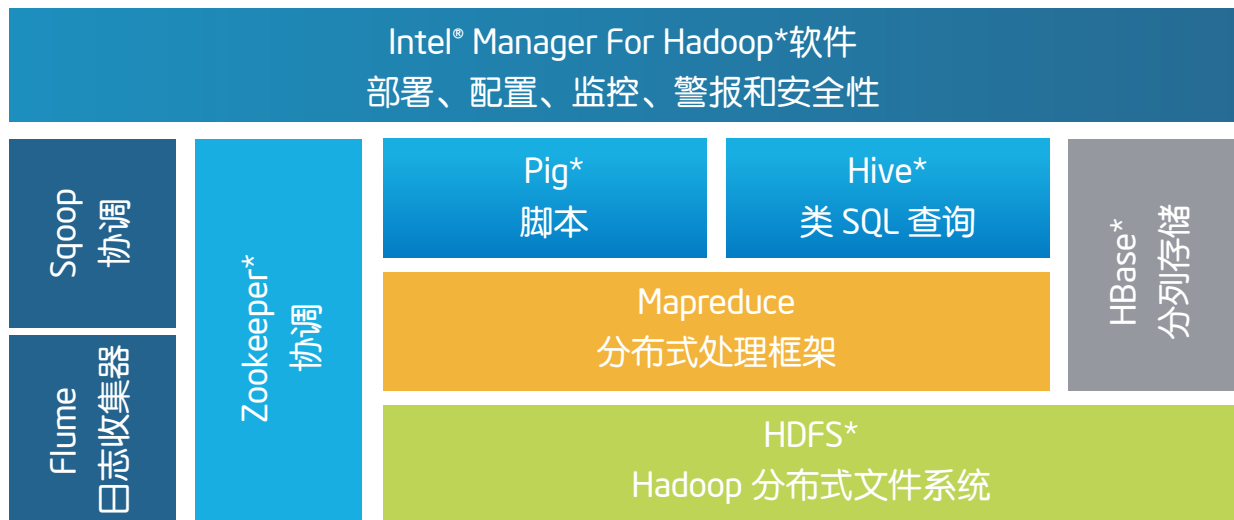 Intel® Manager For Hadoop*软件
部署、配置、监控、警报和安全性
Sqoop
协调
Flume
日志收集器
Zookeeper*
协调
Pig*
脚本
Hive*
类 SQL 查询
Mapreduce
分布式处理框架
HBase*
分列存储
HDFS*
Hadoop 分布式文件系统